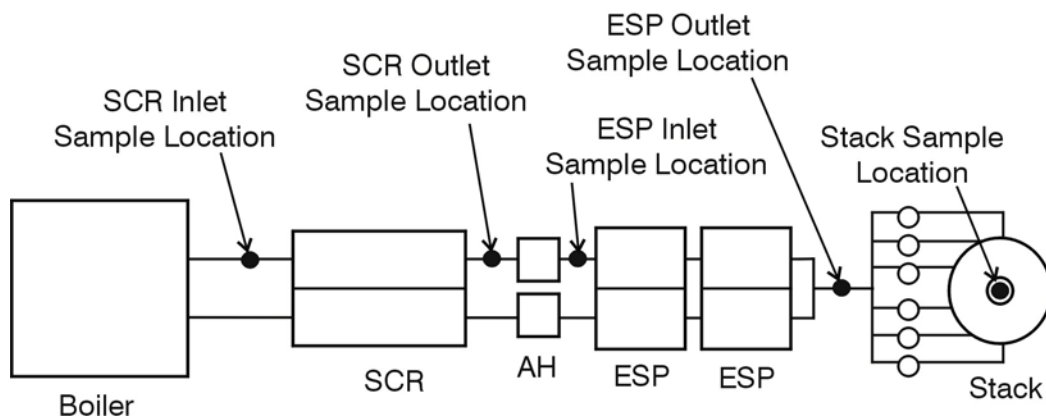 ESP Outlet
Sample Location
SCR Outlet
Sample Location
SCR Inlet
Sample Location
ESP Inlet
Sample Location
Stack Sample
Location
Boiler
SCR
AH
ESP
ESP
Stack